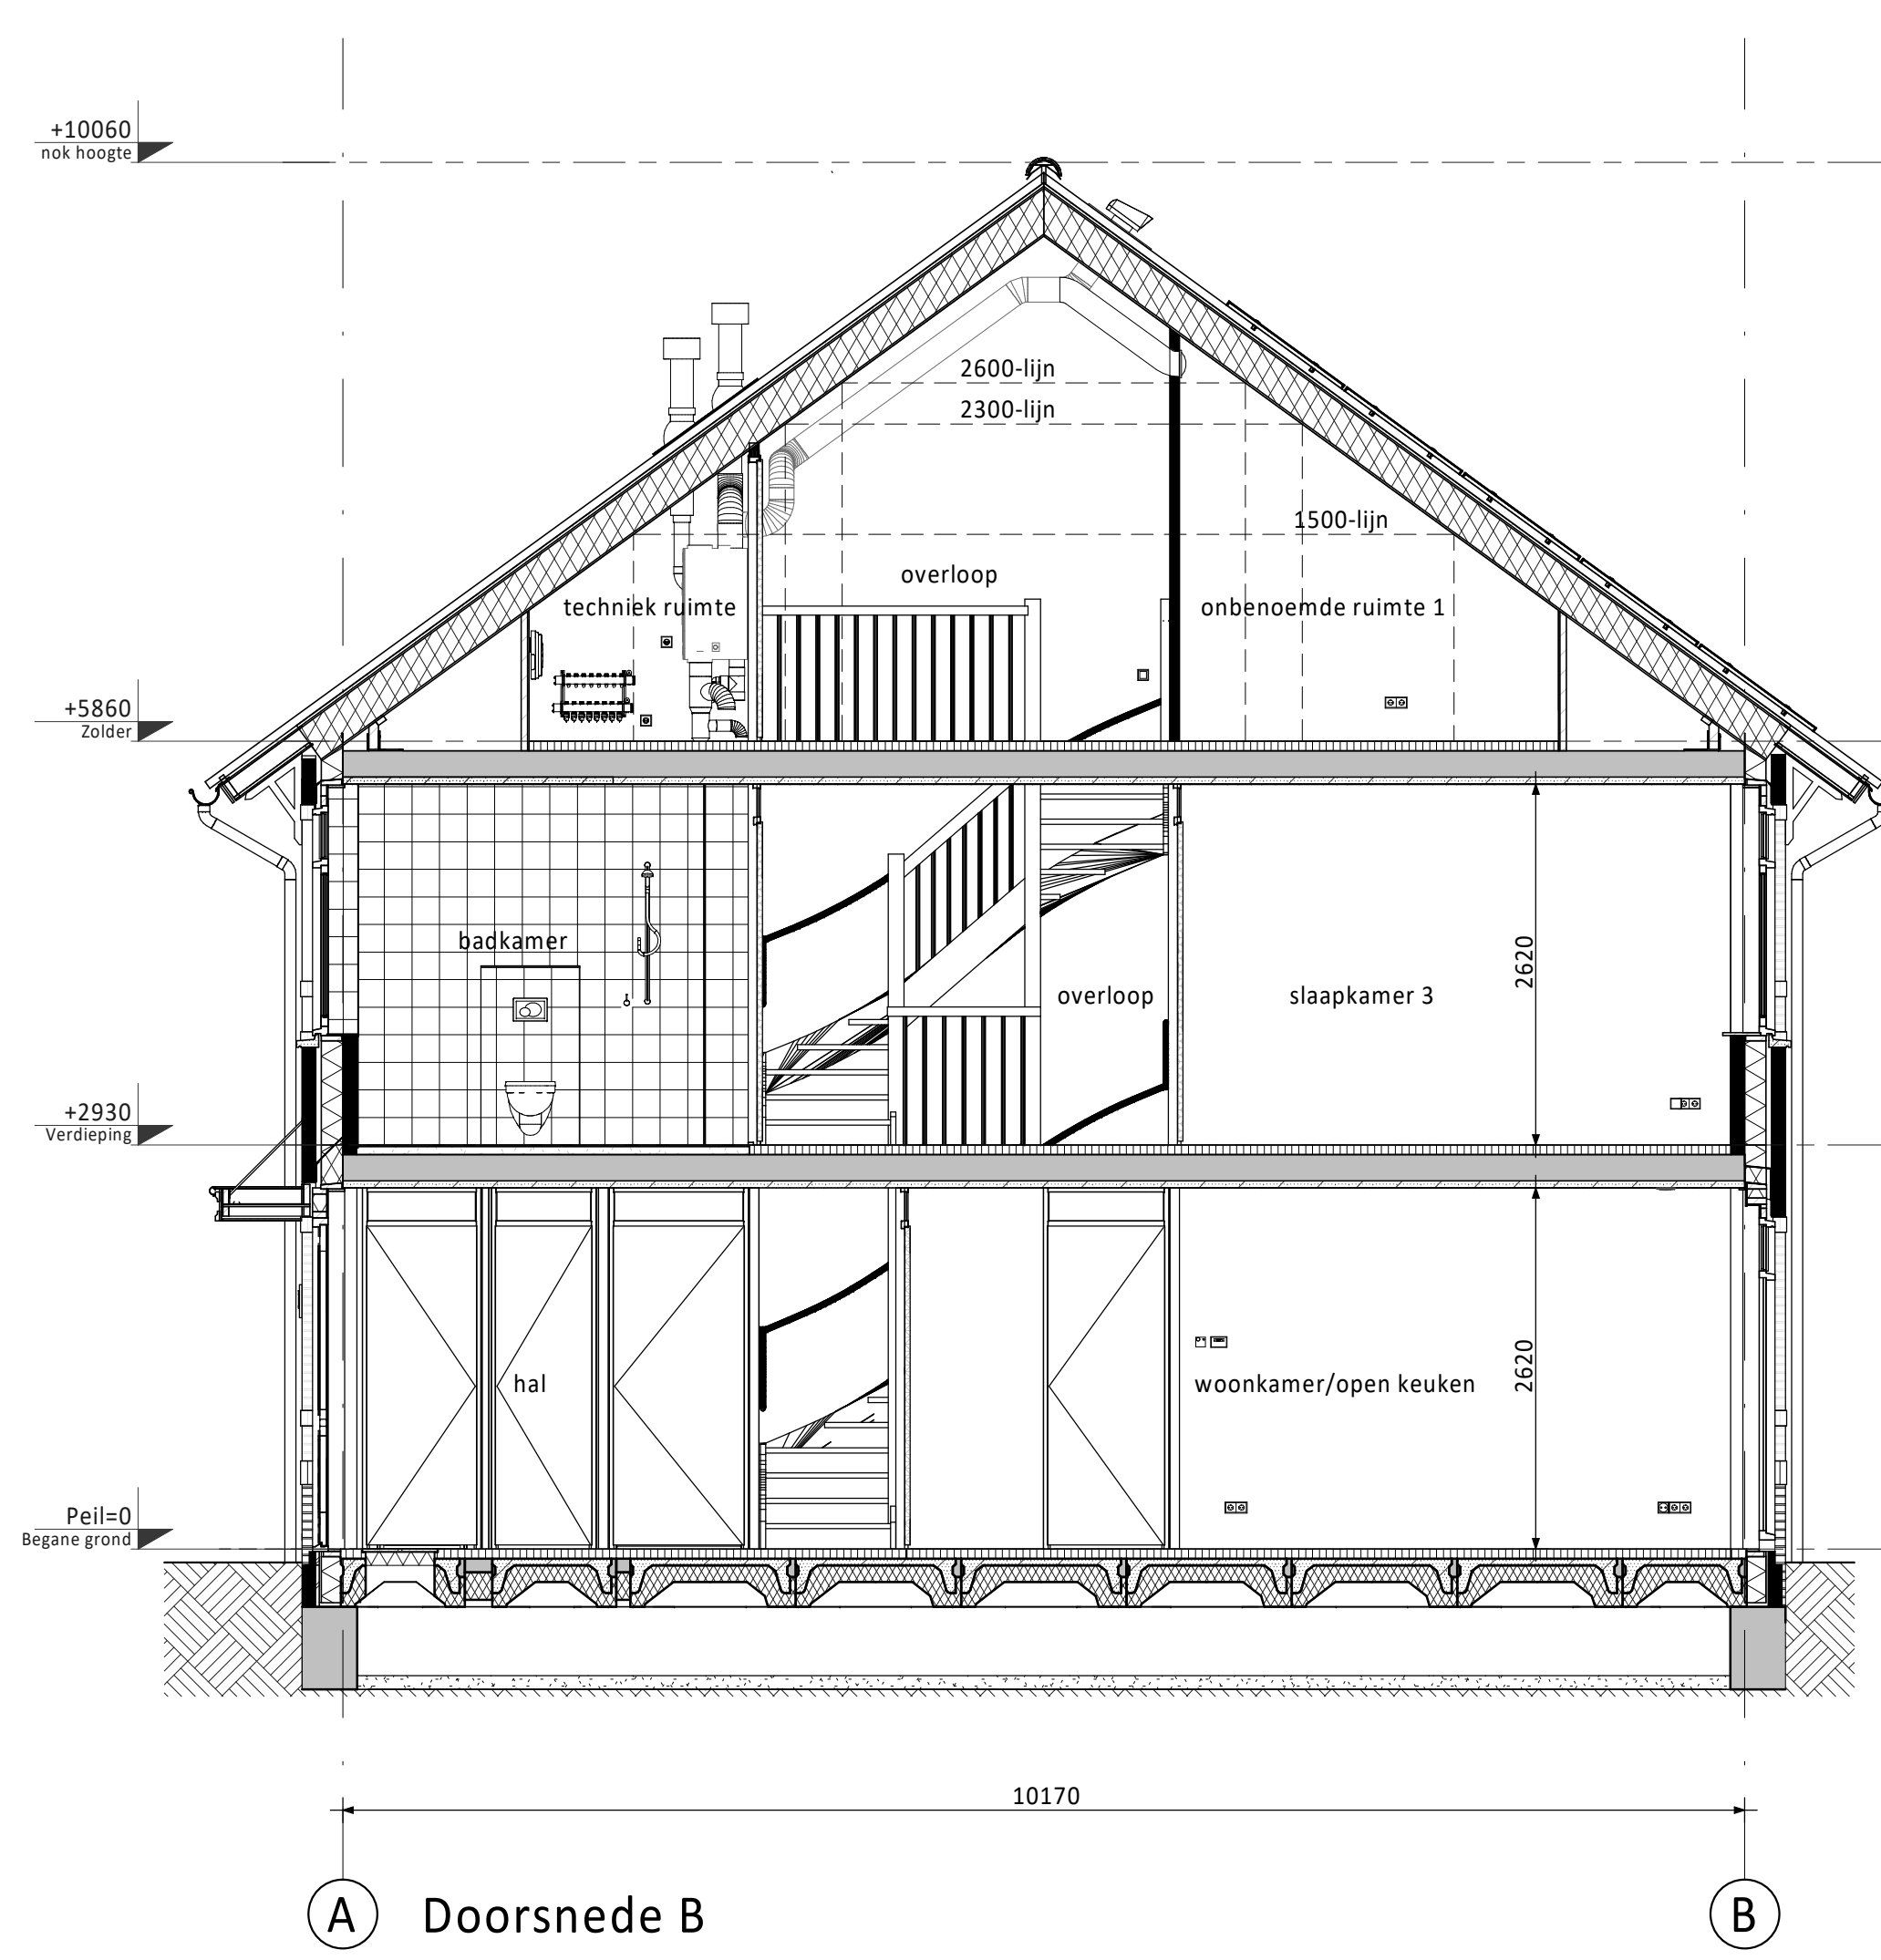 +10060
nok hoogte
2600-lijn
2300-lijn
1500-lijn
overloop
techniek ruimte
onbenoemde ruimte 1
+5860
Zolder
badkamer
2620
overloop
slaapkamer 3
+2930
Verdieping
2620
hal
woonkamer/open keuken
Peil=0
Begane grond
10170
A
Doorsnede B
B